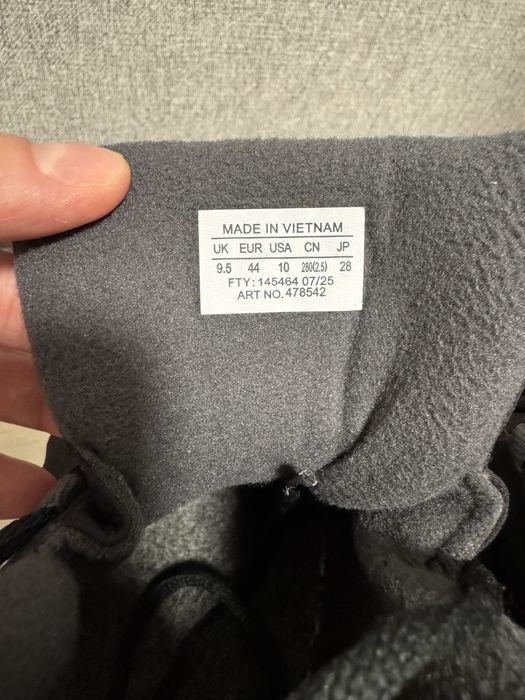 MADE IN VIETNAM
UK EUR USA CN JP
9.5 44 10 280(2.5) 28
FTY: 145464 07/25
ART NO. 478542